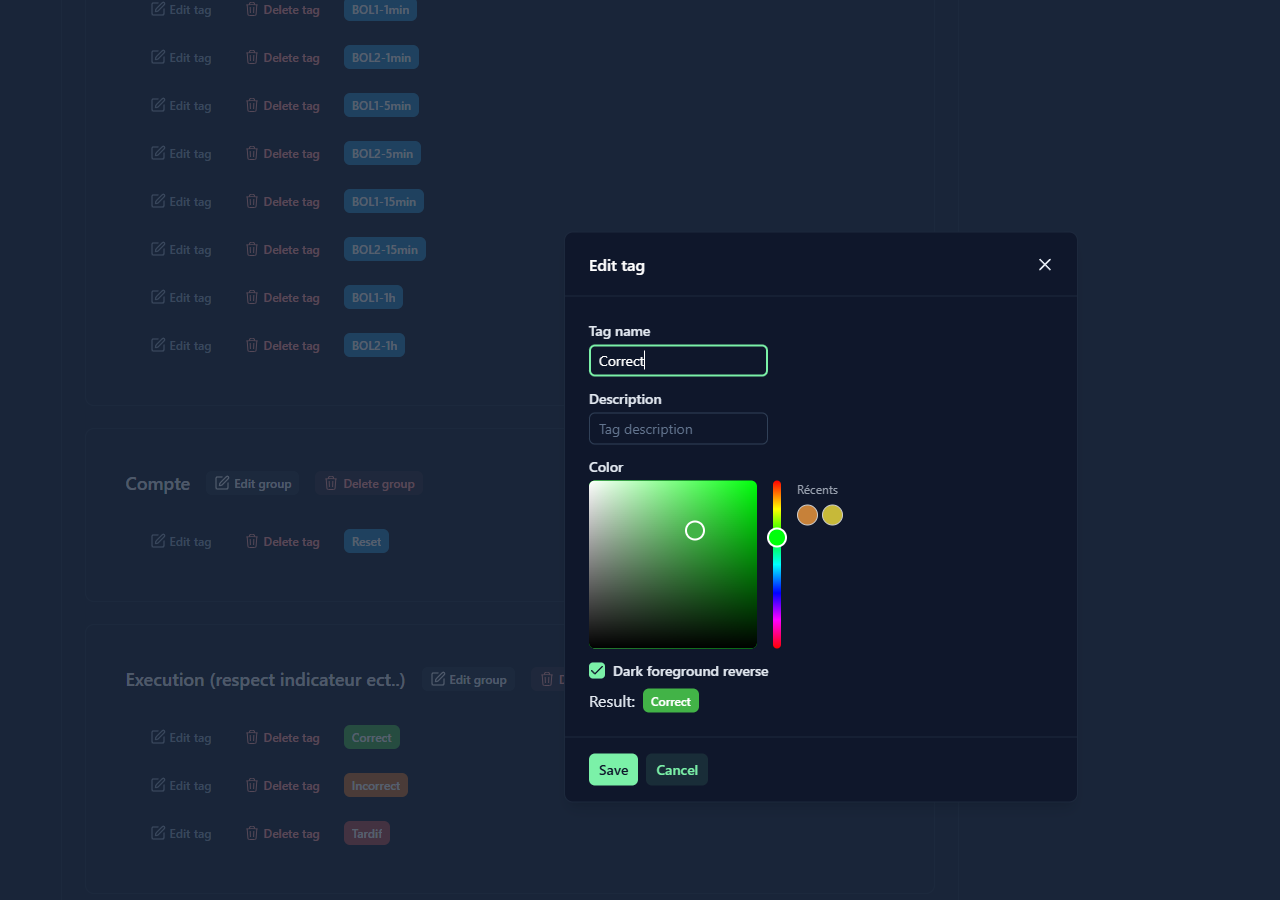 Edit tag Delete tag BOL1-1min
Edit tag Delete tag BOL2-1min
Edit tag Delete tag BOL1-5min
Edit tag Delete tag BOL2-5min
Edit tag Delete tag BOL1-15min
Edit tag Delete tag BOL2-15min
Edit tag Delete tag BOL1-1h
Edit tag Delete tag BOL2-1h
Compte Edit group Delete group
Edit tag Delete tag Reset
Execution (respect indicateur ect..) Edit group
Edit tag Delete tag Correct
Edit tag Delete tag Incorrect
Edit tag Delete tag Tardif
Edit tag
Tag name
Correct
Description
Tag description
Color
Récents
Dark foreground reverse
Result: Correct
Save Cancel